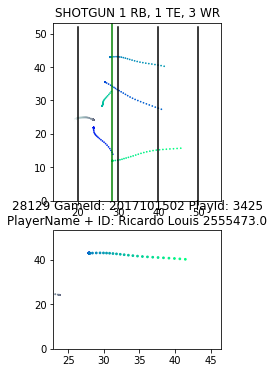 SHOTGUN 1 RB, 1 TE, 3 WR
50
40
30
20
10
0
20 30 40 50
28129 GameId: 2017101502 PlayId: 3425
PlayerName + ID: Ricardo Louis 2555473.0
40
20
0
25 30 35 40 45